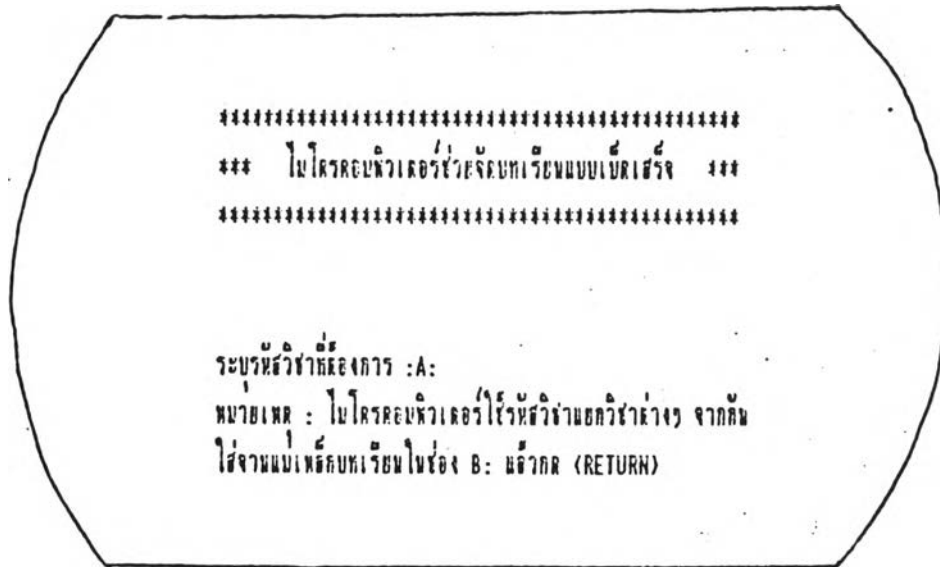 *********************************************
*** ไมโครคอมพิวเตอร์ช่วยจัดบทเรียนแบบเบ็ดเสร็จ ***
*********************************************
ระบุรหัสวิชาที่ต้องการ :A:
หมายเหตุ : ไมโครคอมพิวเตอร์ใช้รหัสวิชาแยกวิชาต่างๆ จากกัน
ใส่จานแม่เหล็กบทเรียนในช่อง B: แล้วกด <RETURN>